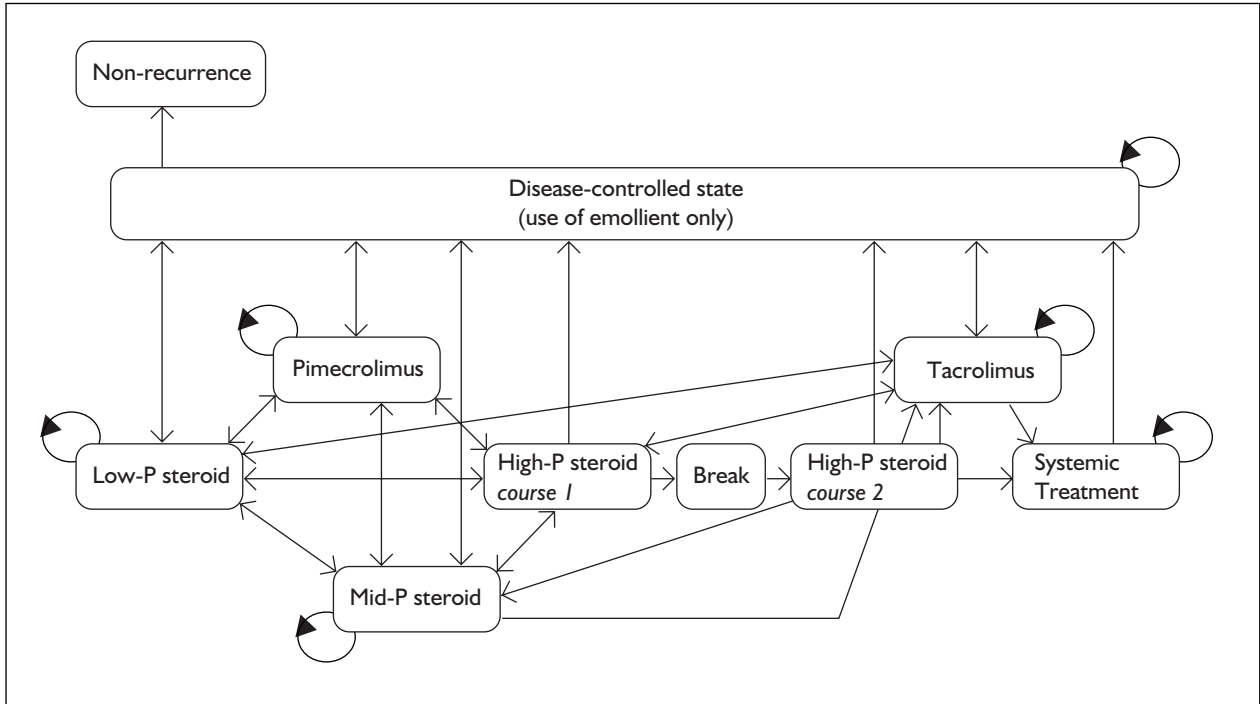 Non-recurrence
Disease-controlled state
(use of emollient only)
Pimecrolimus
Tacrolimus
Low-P steroid
High-P steroid
course 1
Break
High-P steroid
course 2
Systemic
Treatment
Mid-P steroid